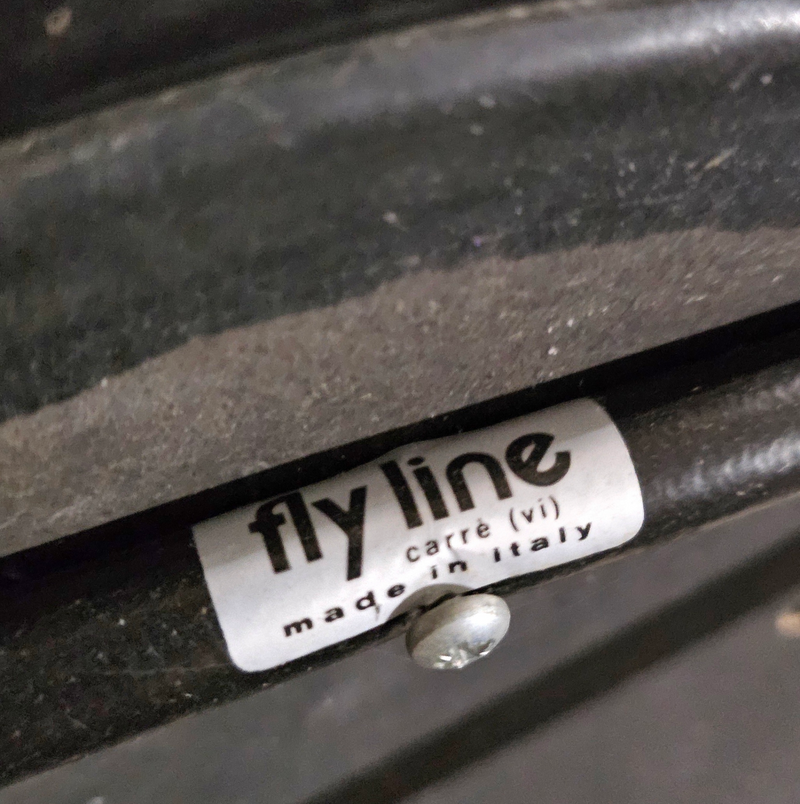 fly line
carrè (vi)
made in Italy